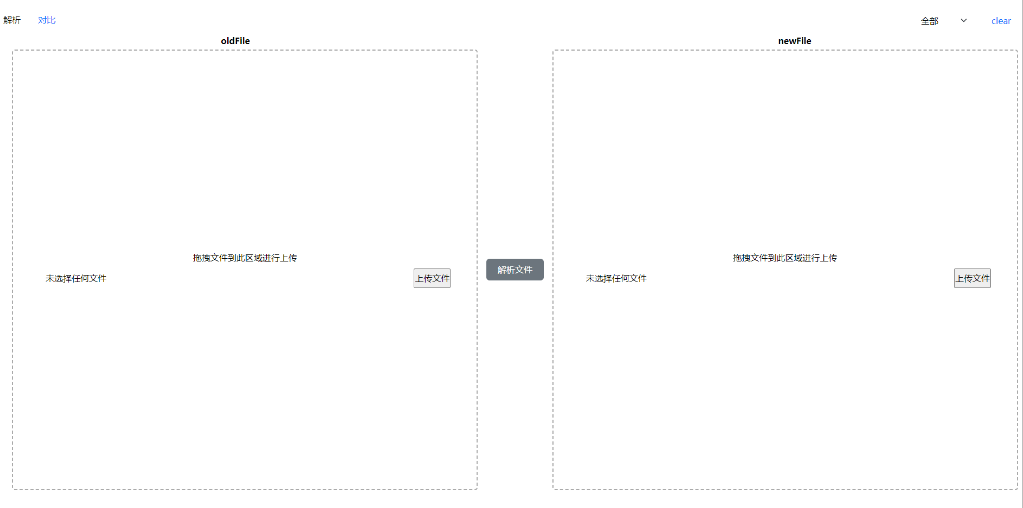 解析 对比 全部 clear
oldFile newFile
拖拽文件到此区域进行上传 拖拽文件到此区域进行上传
未选择任何文件 上传文件 解析文件 未选择任何文件 上传文件